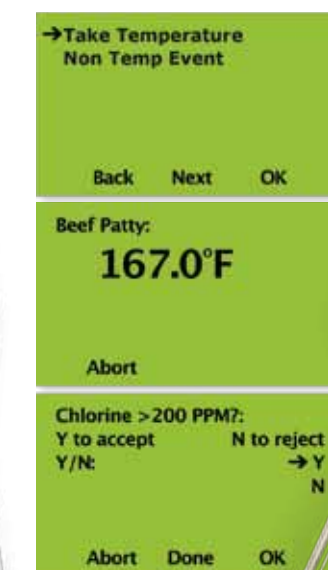 →Take Temperature
Non Temp Event
Back Next OK
Beef Patty:
167.0°F
Abort
Chlorine >200 PPM?:
Y to accept N to reject
Y/N: →Y
N
Abort Done OK